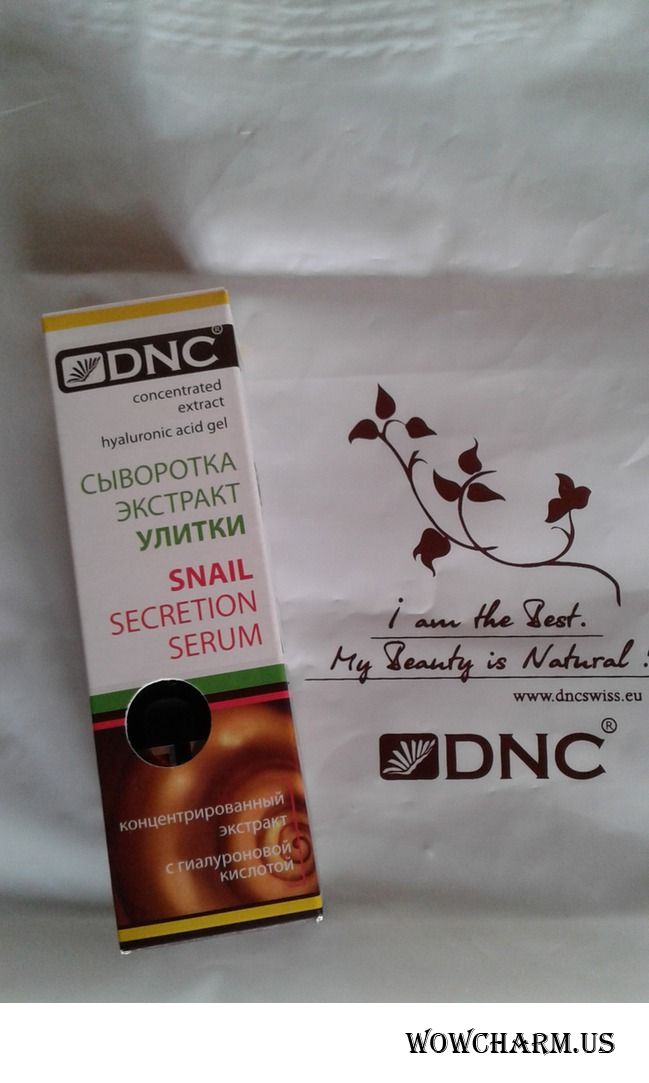 DNC®
concentrated
extract
hyaluronic acid gel
СЫВОРОТКА
ЭКСТРАКТ
УЛИТКИ
SNAIL
SECRETION
SERUM
концентрированный
экстракт
с гиалуроновой
кислотой
i am the Best.
My Beauty is Natural !
www.dncswiss.eu
DNC®
WOWCHARM.US